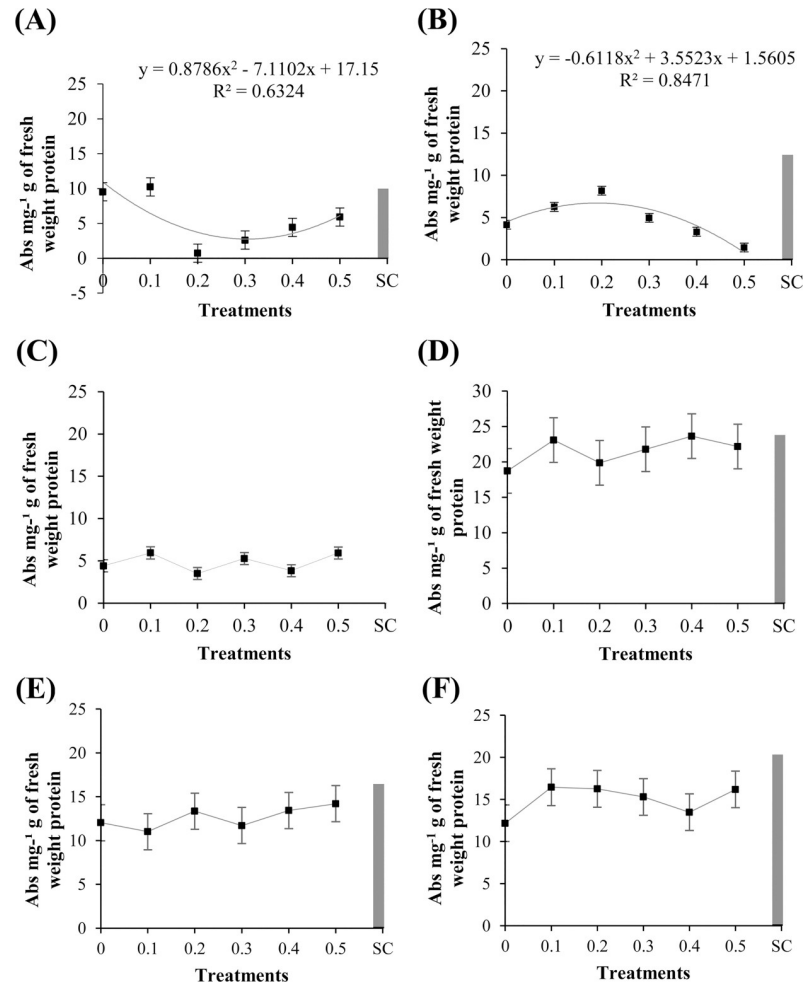 (A)
y = 0.8786x² - 7.1102x + 17.15
R² = 0.6324
Abs mg-¹ g of fresh
weight protein
25
20
15
10
5
0
-5
0 0.1 0.2 0.3 0.4 0.5 SC
Treatments
(B)
y = -0.6118x² + 3.5523x + 1.5605
R² = 0.8471
Abs mg-¹ g of fresh
weight protein
25
20
15
10
5
0
0 0.1 0.2 0.3 0.4 0.5 SC
Treatments
(C)
Abs mg-¹ g of fresh
weight protein
25
20
15
10
5
0
0 0.1 0.2 0.3 0.4 0.5 SC
Treatments
(D)
Abs mg-¹ g of fresh weight
protein
30
25
20
15
10
5
0
0 0.1 0.2 0.3 0.4 0.5 SC
Treatments
(E)
Abs mg-¹ g of fresh
weight protein
25
20
15
10
5
0
0 0.1 0.2 0.3 0.4 0.5 SC
Treatments
(F)
Abs mg-¹ g of fresh
weight protein
25
20
15
10
5
0
0 0.1 0.2 0.3 0.4 0.5 SC
Treatments